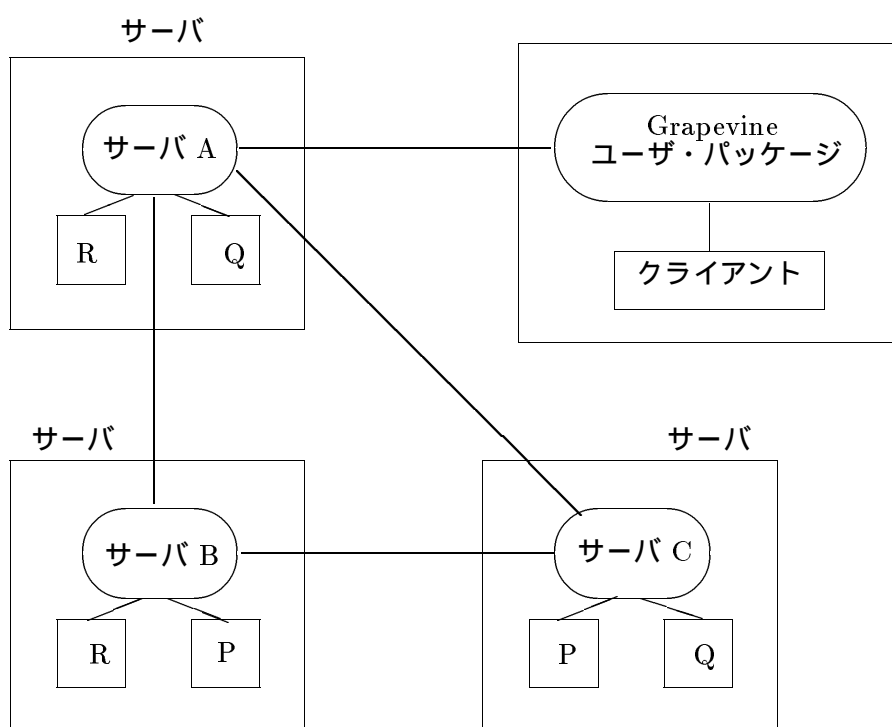 サーバ
サーバ A
R
Q
Grapevine
ユーザ・パッケージ
クライアント
サーバ
サーバ B
R
P
サーバ
サーバ C
P
Q